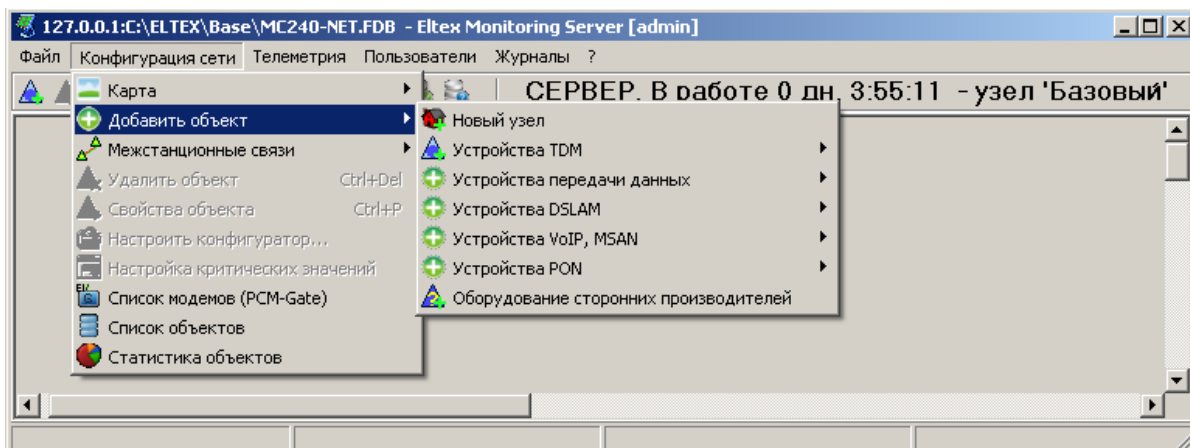 127.0.0.1:C:\ELTEX\Base\MC240-NET.FDB - Eltex Monitoring Server [admin]
Файл Конфигурация сети Телеметрия Пользователи Журналы ?
СЕРВЕР. В работе 0 дн, 3:55:11 - узел 'Базовый'
Карта
Добавить объект
Межстанционные связи
Удалить объект Ctrl+Del
Свойства объекта Ctrl+P
Настроить конфигуратор...
Настройка критических значений
Список модемов (PCM-Gate)
Список объектов
Статистика объектов
Новый узел
Устройства TDM
Устройства передачи данных
Устройства DSLAM
Устройства VoIP, MSAN
Устройства PON
Оборудование сторонних производителей